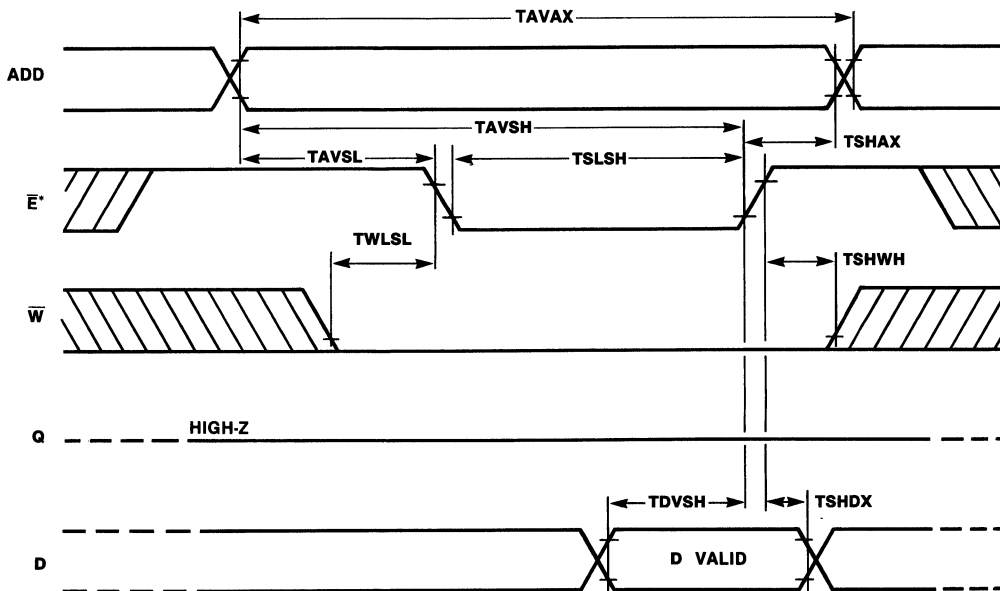 TAVAX
ADD
TAVSH
TSHAX
TAVSL
TSLSH
E̅*
TWLSL
TSHWH
W̅
HIGH-Z
Q
TDVSH
TSHDX
D VALID
D